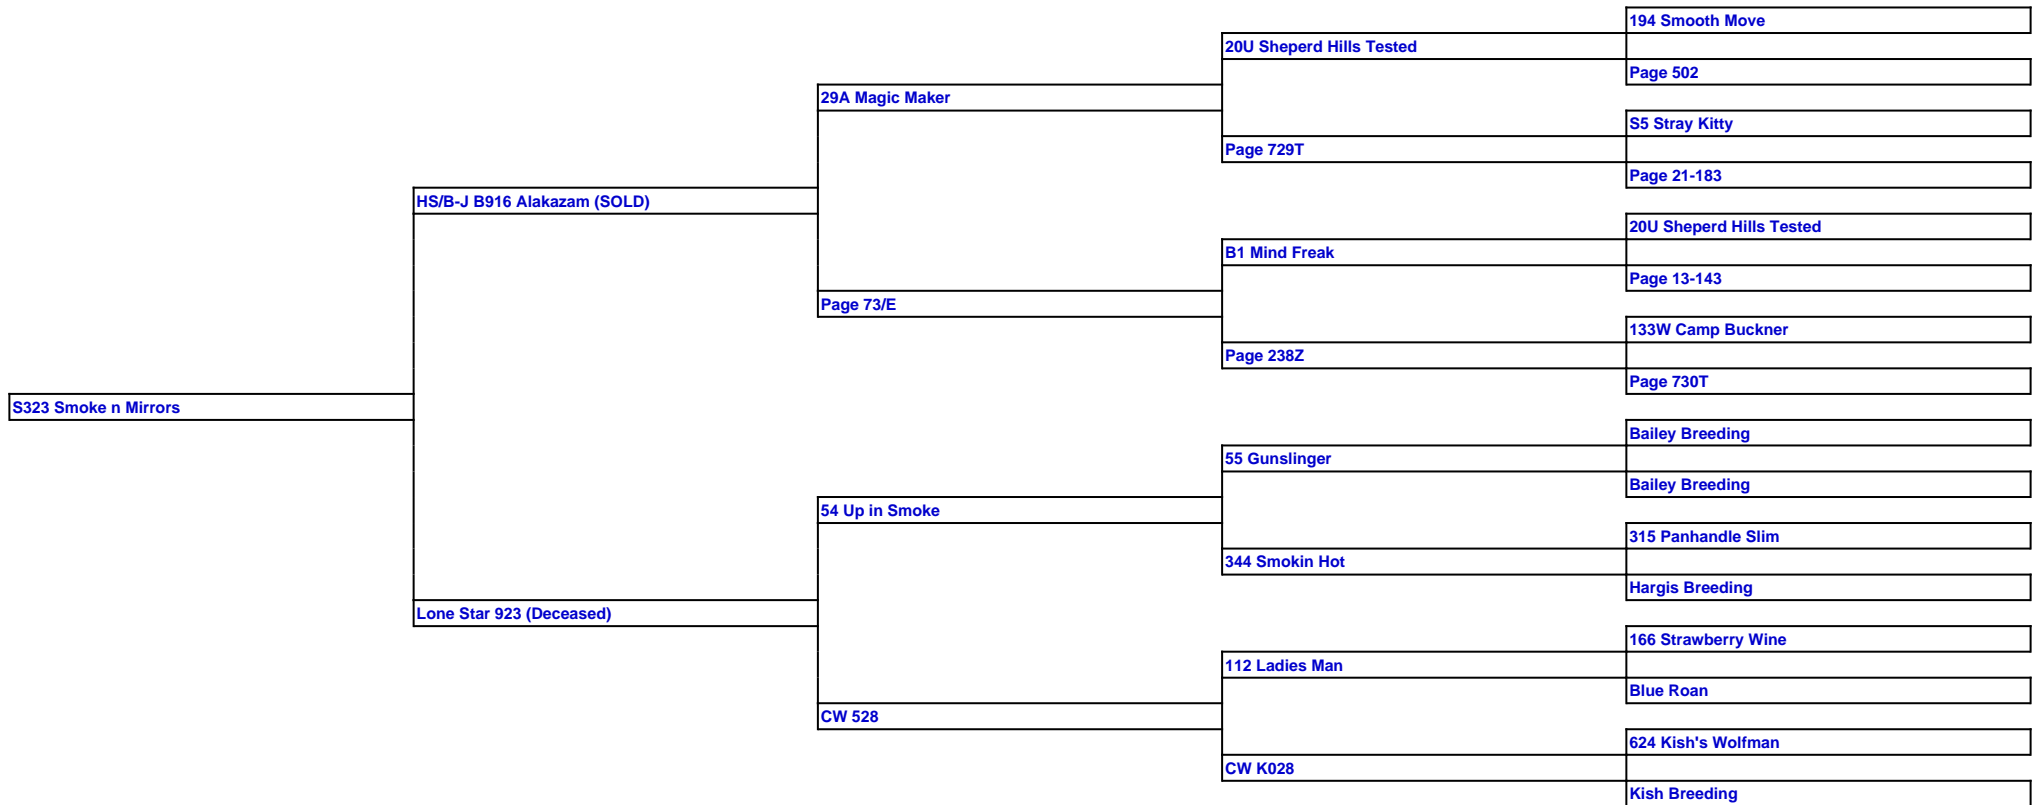 194 Smooth Move
20U Sheperd Hills Tested
Page 502
29A Magic Maker
S5 Stray Kitty
Page 729T
Page 21-183
HS/B-J B916 Alakazam (SOLD)
20U Sheperd Hills Tested
B1 Mind Freak
Page 13-143
Page 73/E
133W Camp Buckner
Page 238Z
Page 730T
S323 Smoke n Mirrors
Bailey Breeding
55 Gunslinger
Bailey Breeding
54 Up in Smoke
315 Panhandle Slim
344 Smokin Hot
Hargis Breeding
Lone Star 923 (Deceased)
166 Strawberry Wine
112 Ladies Man
Blue Roan
CW 528
624 Kish's Wolfman
CW K028
Kish Breeding